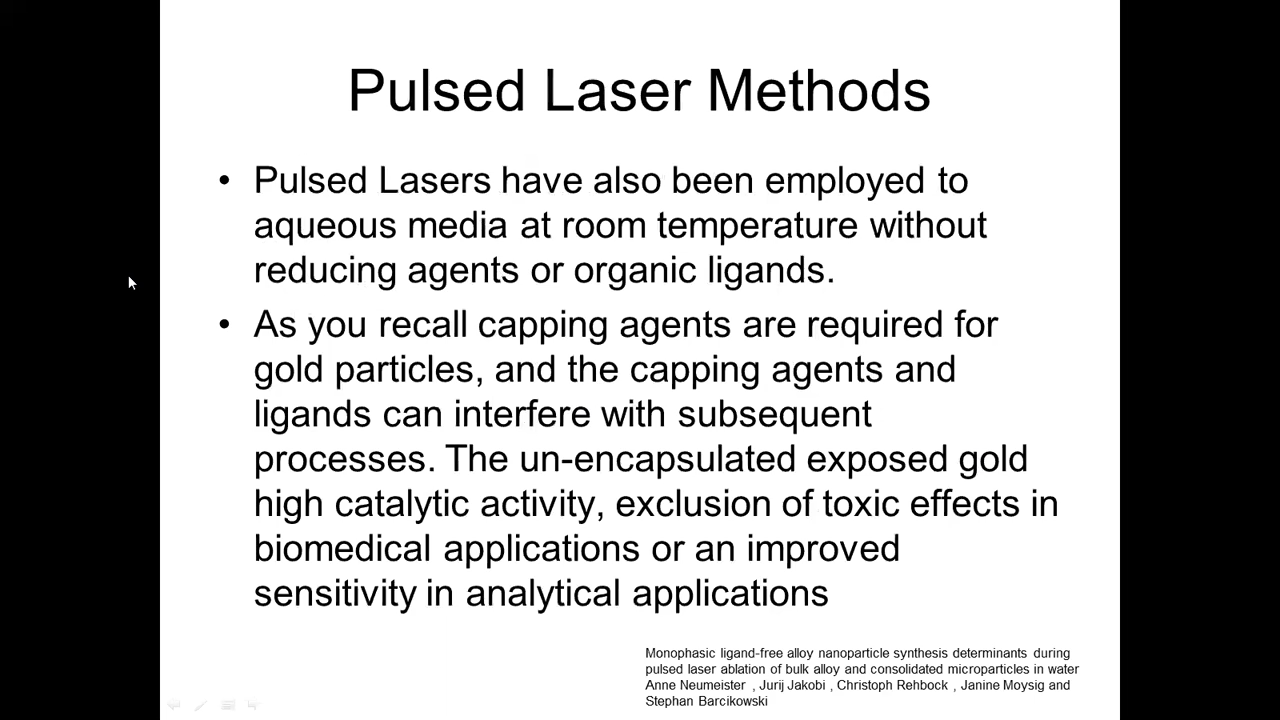 Pulsed Laser Methods
• Pulsed Lasers have also been employed to
aqueous media at room temperature without
reducing agents or organic ligands.
• As you recall capping agents are required for
gold particles, and the capping agents and
ligands can interfere with subsequent
processes. The un-encapsulated exposed gold
high catalytic activity, exclusion of toxic effects in
biomedical applications or an improved
sensitivity in analytical applications
Monophasic ligand-free alloy nanoparticle synthesis determinants during
pulsed laser ablation of bulk alloy and consolidated microparticles in water
Anne Neumeister , Jurij Jakobi , Christoph Rehbock , Janine Moysig and
Stephan Barcikowski